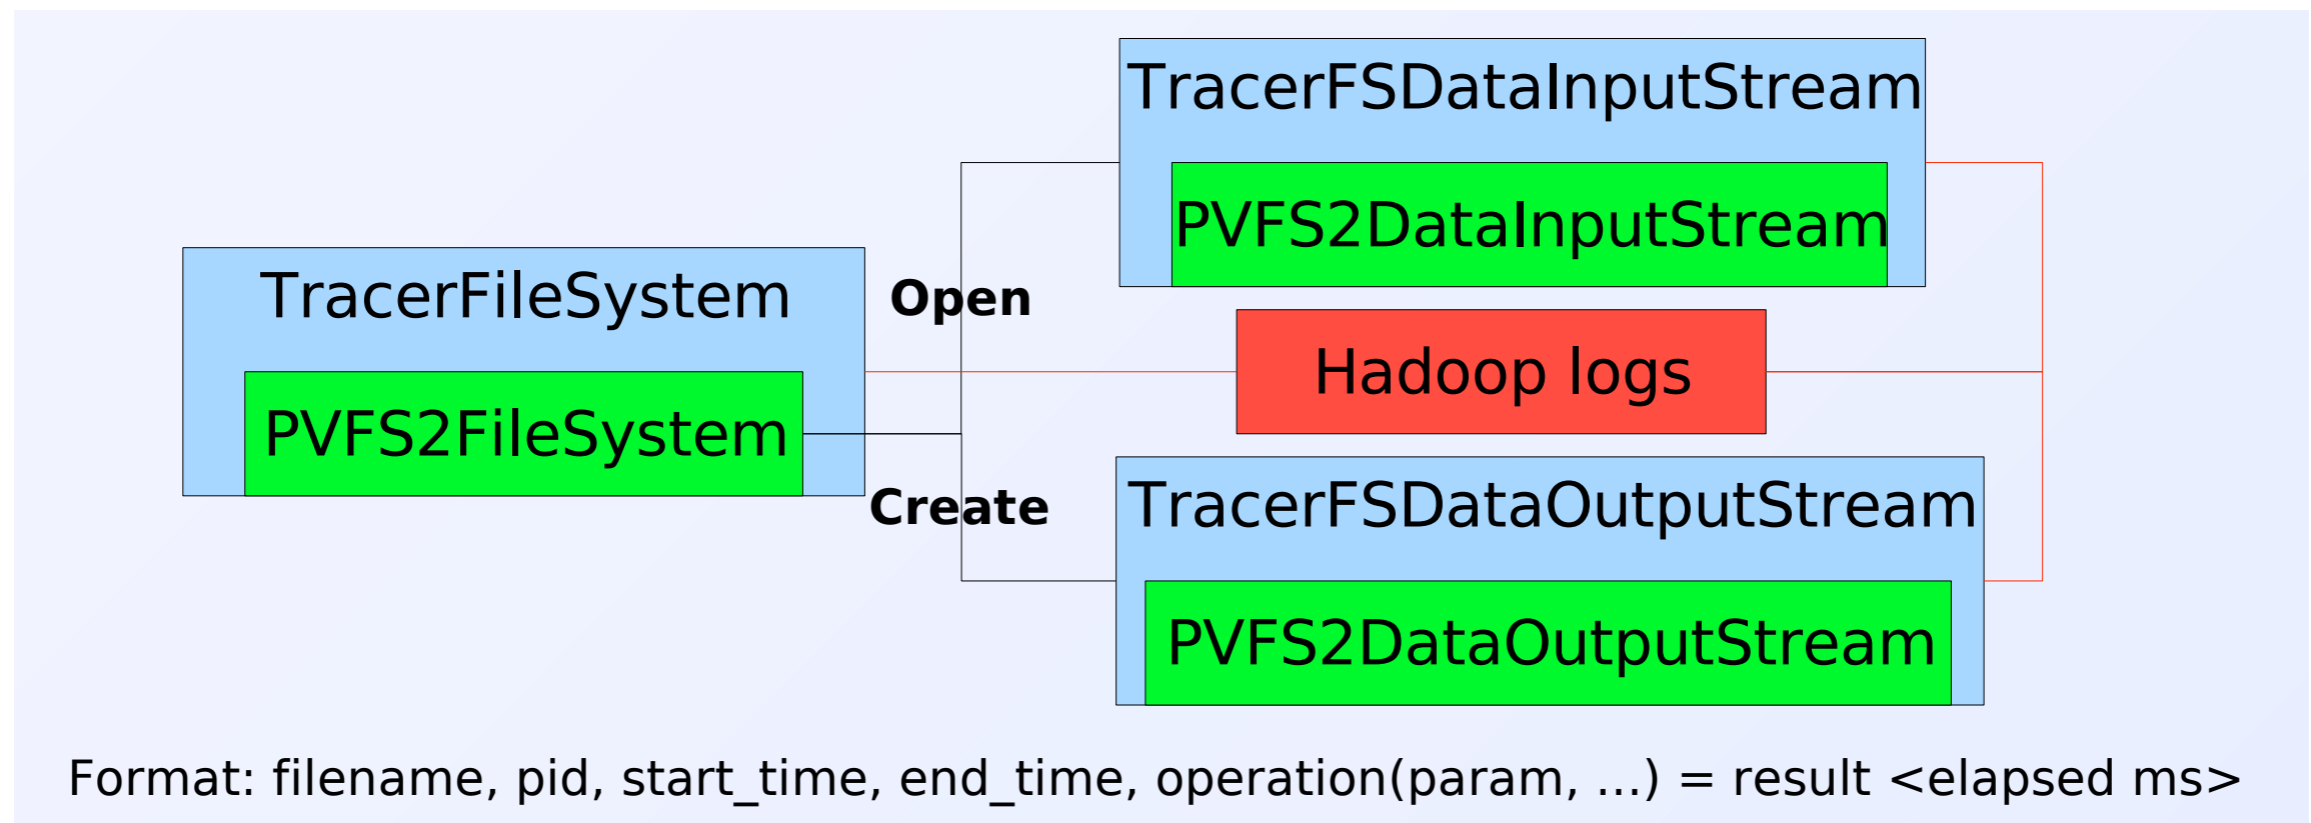 TracerFSDataInputStream
PVFS2DataInputStream
TracerFileSystem
Open
Hadoop logs
PVFS2FileSystem
Create
TracerFSDataOutputStream
PVFS2DataOutputStream
Format: filename, pid, start_time, end_time, operation(param, ...) = result <elapsed ms>